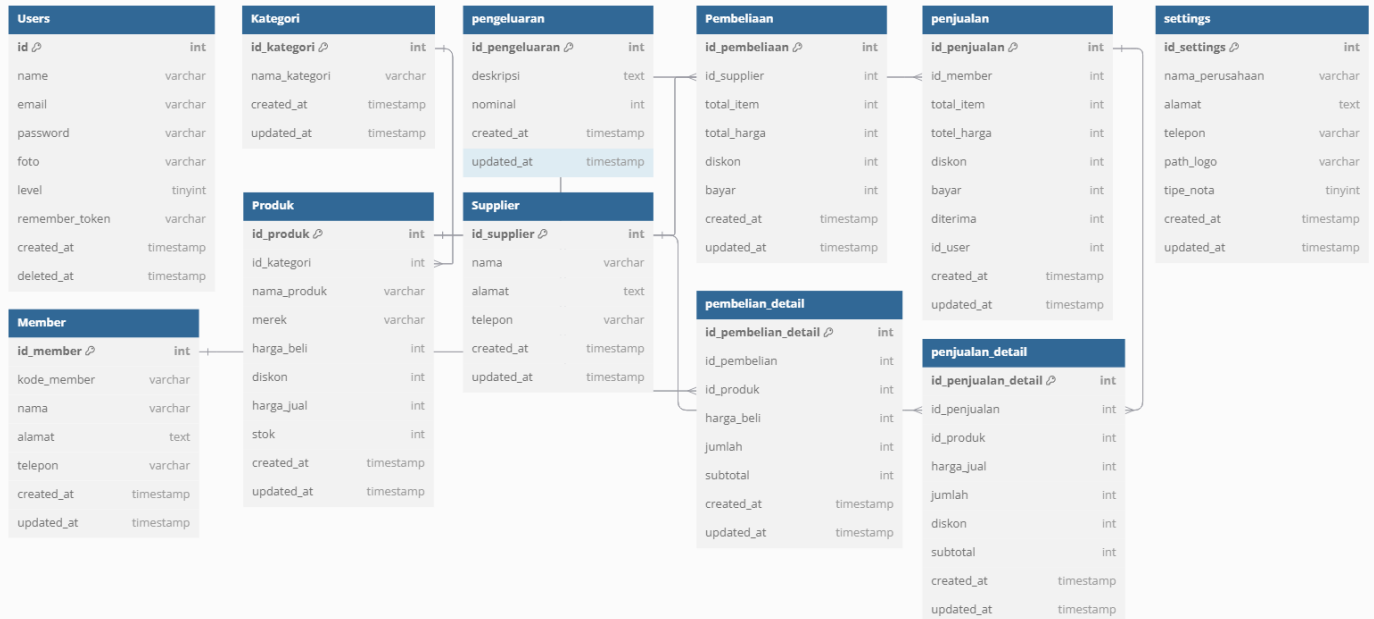 Users
id int
name varchar
email varchar
password varchar
foto varchar
level tinyint
remember_token varchar
created_at timestamp
deleted_at timestamp
Member
id_member int
kode_member varchar
nama varchar
alamat text
telepon varchar
created_at timestamp
updated_at timestamp
Kategori
id_kategori int
nama_kategori varchar
created_at timestamp
updated_at timestamp
Produk
id_produk int
id_kategori int
nama_produk varchar
merek varchar
harga_beli int
diskon int
harga_jual int
stok int
created_at timestamp
updated_at timestamp
pengeluaran
id_pengeluaran int
deskripsi text
nominal int
created_at timestamp
updated_at timestamp
Supplier
id_supplier int
nama varchar
alamat text
telepon varchar
created_at timestamp
updated_at timestamp
Pembeliaan
id_pembeliaan int
id_supplier int
total_item int
total_harga int
diskon int
bayar int
created_at timestamp
updated_at timestamp
pembelian_detail
id_pembelian_detail int
id_pembelian int
id_produk int
harga_beli int
jumlah int
subtotal int
created_at timestamp
updated_at timestamp
penjualan
id_penjualan int
id_member int
total_item int
totel_harga int
diskon int
bayar int
diterima int
id_user int
created_at timestamp
updated_at timestamp
penjualan_detail
id_penjualan_detail int
id_penjualan int
id_produk int
harga_jual int
jumlah int
diskon int
subtotal int
created_at timestamp
updated_at timestamp
settings
id_settings int
nama_perusahaan varchar
alamat text
telepon varchar
path_logo varchar
tipe_nota tinyint
created_at timestamp
updated_at timestamp